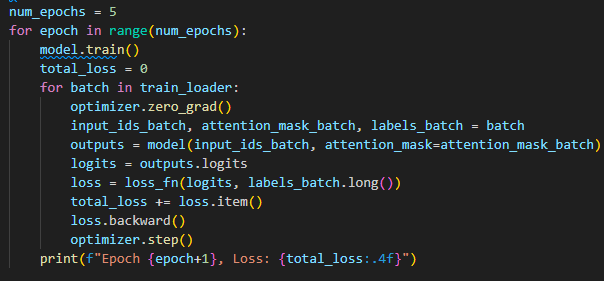 num_epochs = 5
for epoch in range(num_epochs):
    model.train()
    total_loss = 0
    for batch in train_loader:
        optimizer.zero_grad()
        input_ids_batch, attention_mask_batch, labels_batch = batch
        outputs = model(input_ids_batch, attention_mask=attention_mask_batch)
        logits = outputs.logits
        loss = loss_fn(logits, labels_batch.long())
        total_loss += loss.item()
        loss.backward()
        optimizer.step()
    print(f"Epoch {epoch+1}, Loss: {total_loss:.4f}")